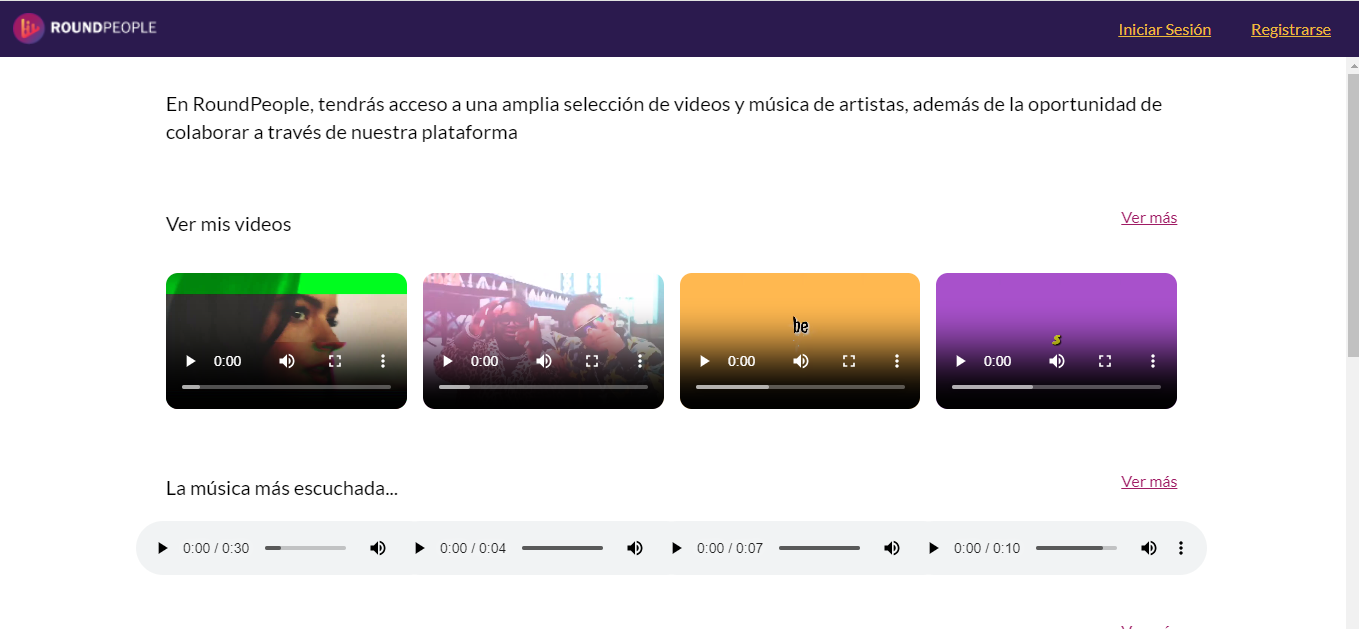 ROUNDPEOPLE
Iniciar Sesión
Registrarse
En RoundPeople, tendrás acceso a una amplia selección de videos y música de artistas, además de la oportunidad de
colaborar a través de nuestra plataforma
Ver mis videos
Ver más
be
s
0:00
0:00
0:00
0:00
La música más escuchada...
Ver más
0:00 / 0:30
0:00 / 0:04
0:00 / 0:07
0:00 / 0:10
Ver más